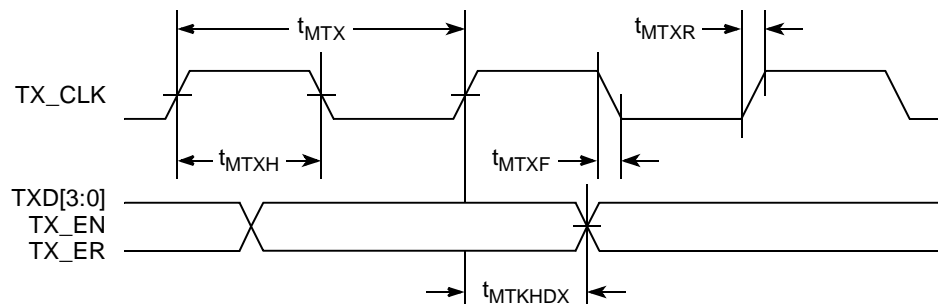 tMTX
tMTXR
TX_CLK
tMTXH
tMTXF
TXD[3:0]
TX_EN
TX_ER
tMTKHDX